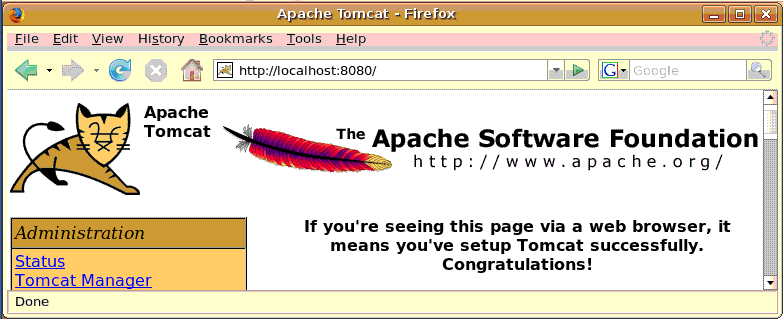 Apache Tomcat - Firefox
File Edit View History Bookmarks Tools Help
http://localhost:8080/
G Google
Apache
Tomcat
The Apache Software Foundation
http://www.apache.org/
Administration
Status
Tomcat Manager
If you're seeing this page via a web browser, it
means you've setup Tomcat successfully.
Congratulations!
Done